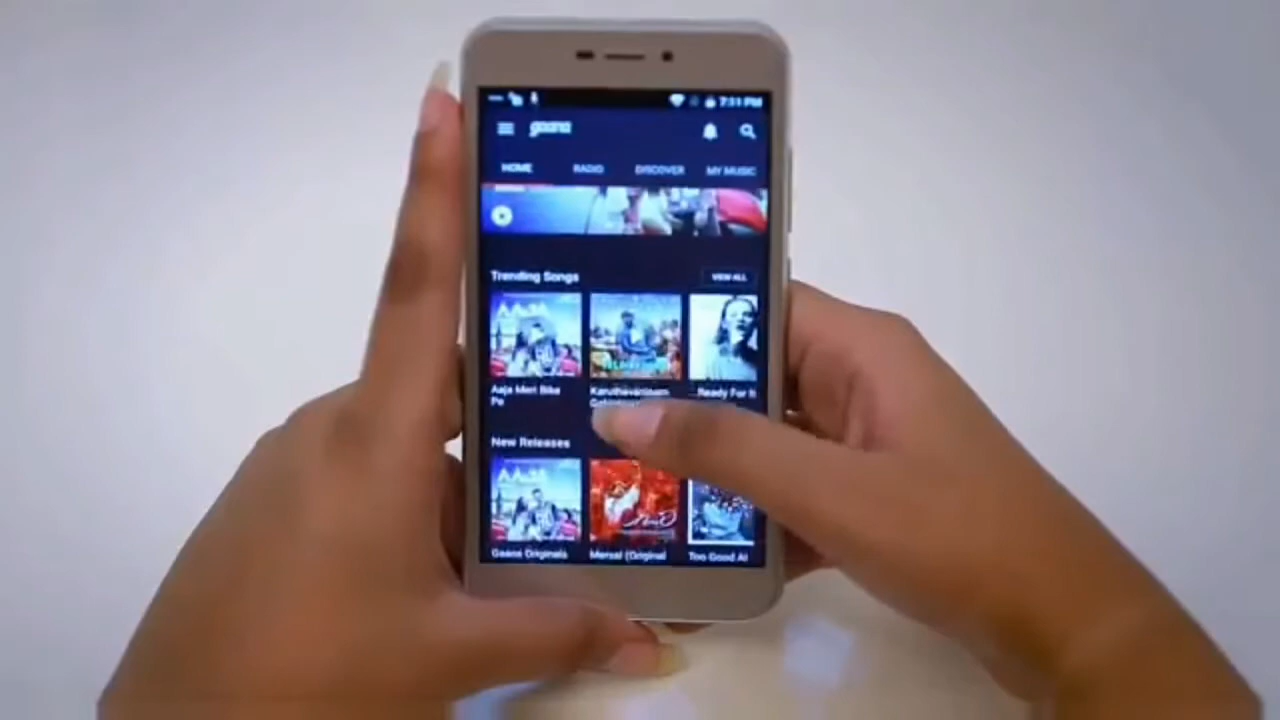 7:51 PM
gaana
HOME RADIO DISCOVER MY MUSIC
Trending Songs VIEW ALL
Aaja Meri Bike Ready For It
Pe
New Releases
Gaana Originals Mersal (Original Too Good At